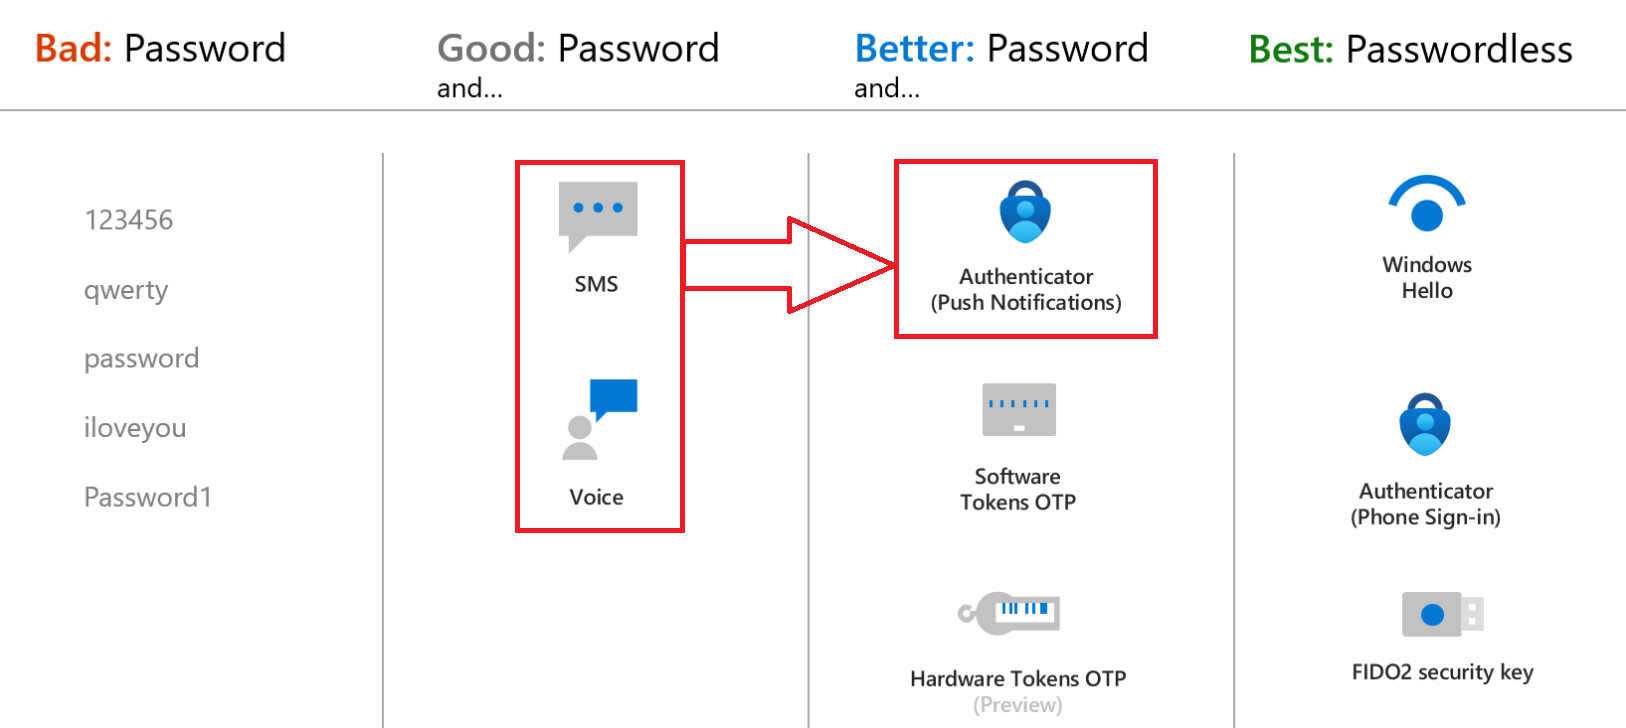 Bad: Password
Good: Password
and...
Better: Password
and...
Best: Passwordless
123456
qwerty
password
iloveyou
Password1
SMS
Voice
Authenticator
(Push Notifications)
Software
Tokens OTP
Hardware Tokens OTP
(Preview)
Windows
Hello
Authenticator
(Phone Sign-in)
FIDO2 security key